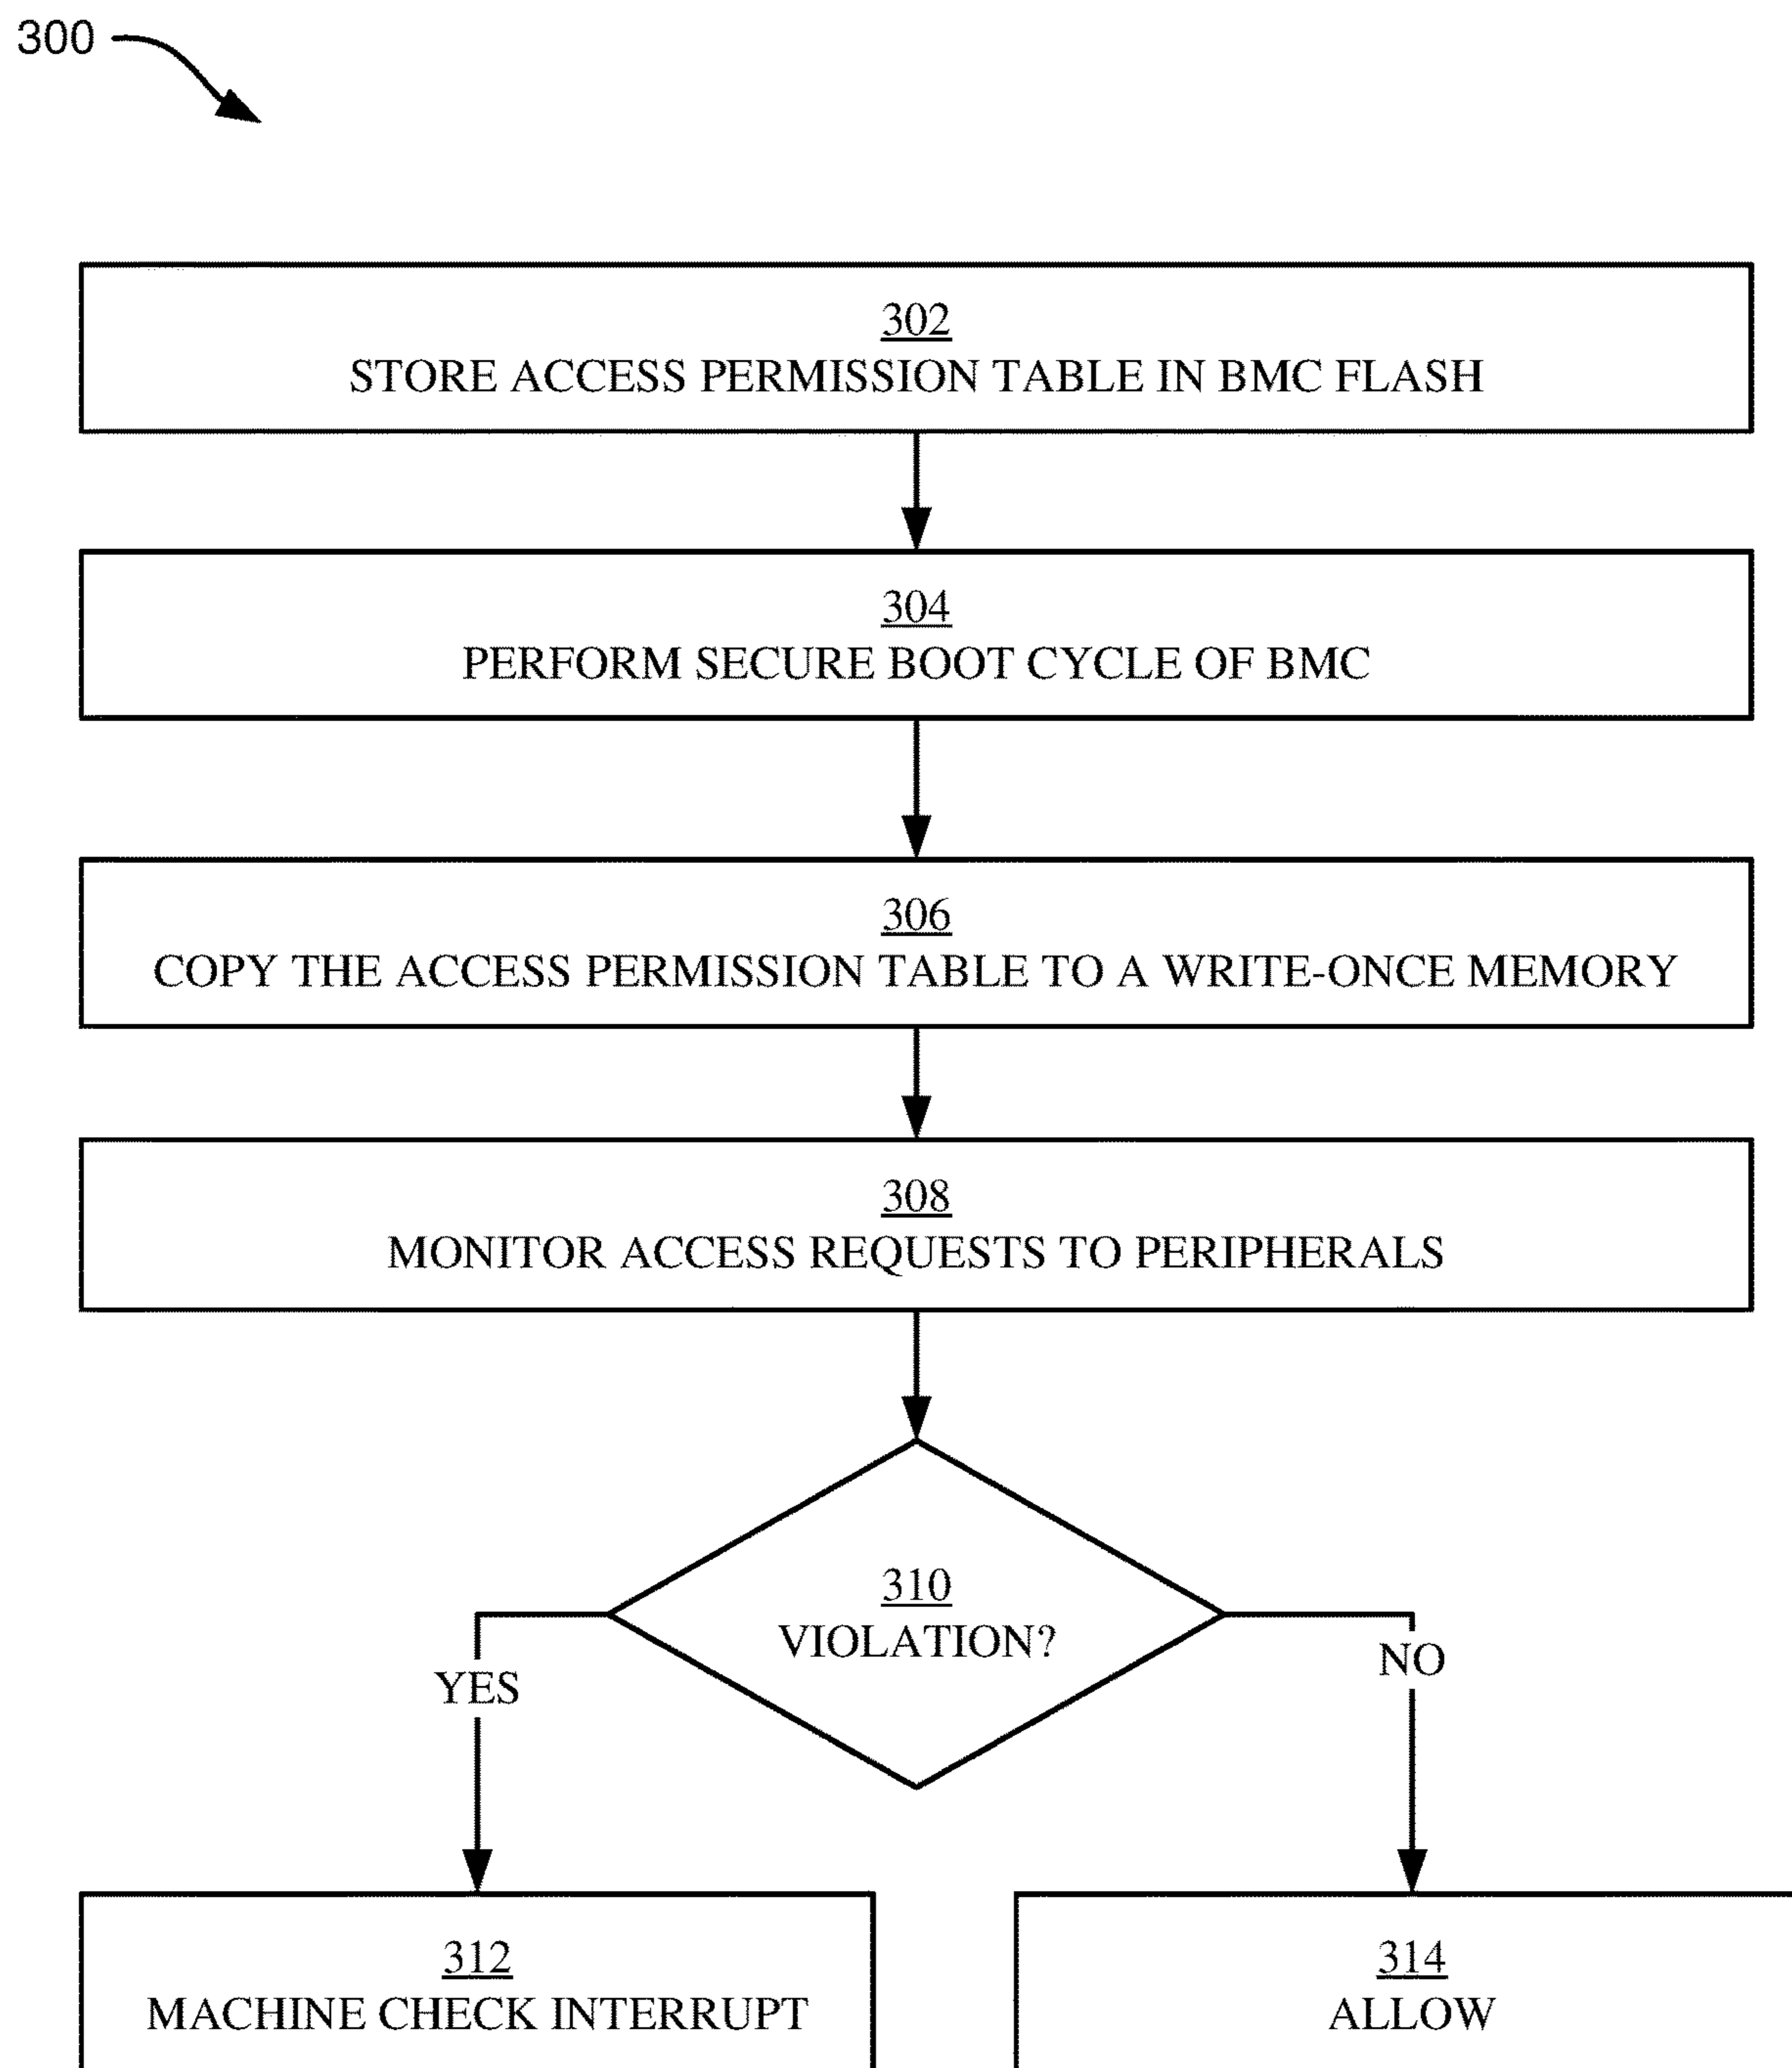 300
302
STORE ACCESS PERMISSION TABLE IN BMC FLASH
304
PERFORM SECURE BOOT CYCLE OF BMC
306
COPY THE ACCESS PERMISSION TABLE TO A WRITE-ONCE MEMORY
308
MONITOR ACCESS REQUESTS TO PERIPHERALS
310
VIOLATION?
YES
NO
312
MACHINE CHECK INTERRUPT
314
ALLOW